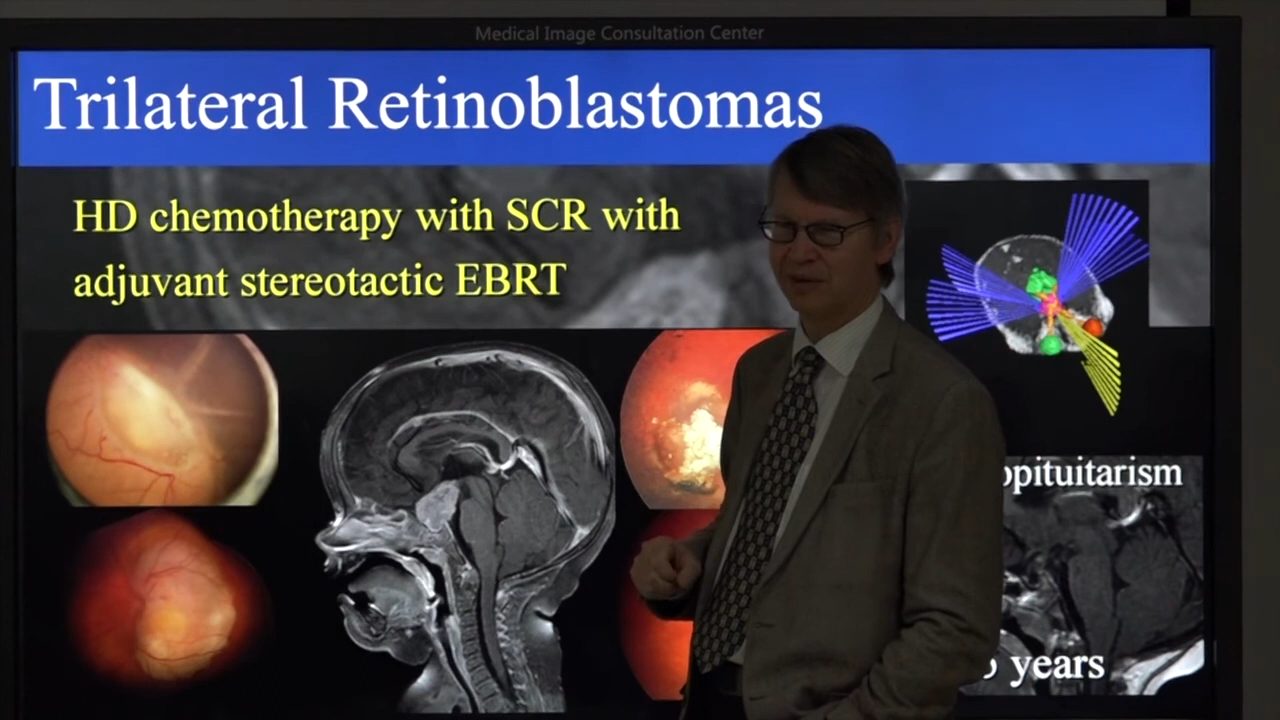 Medical Image Consultation Center
Trilateral Retinoblastomas
HD chemotherapy with SCR with
adjuvant stereotactic EBRT
years